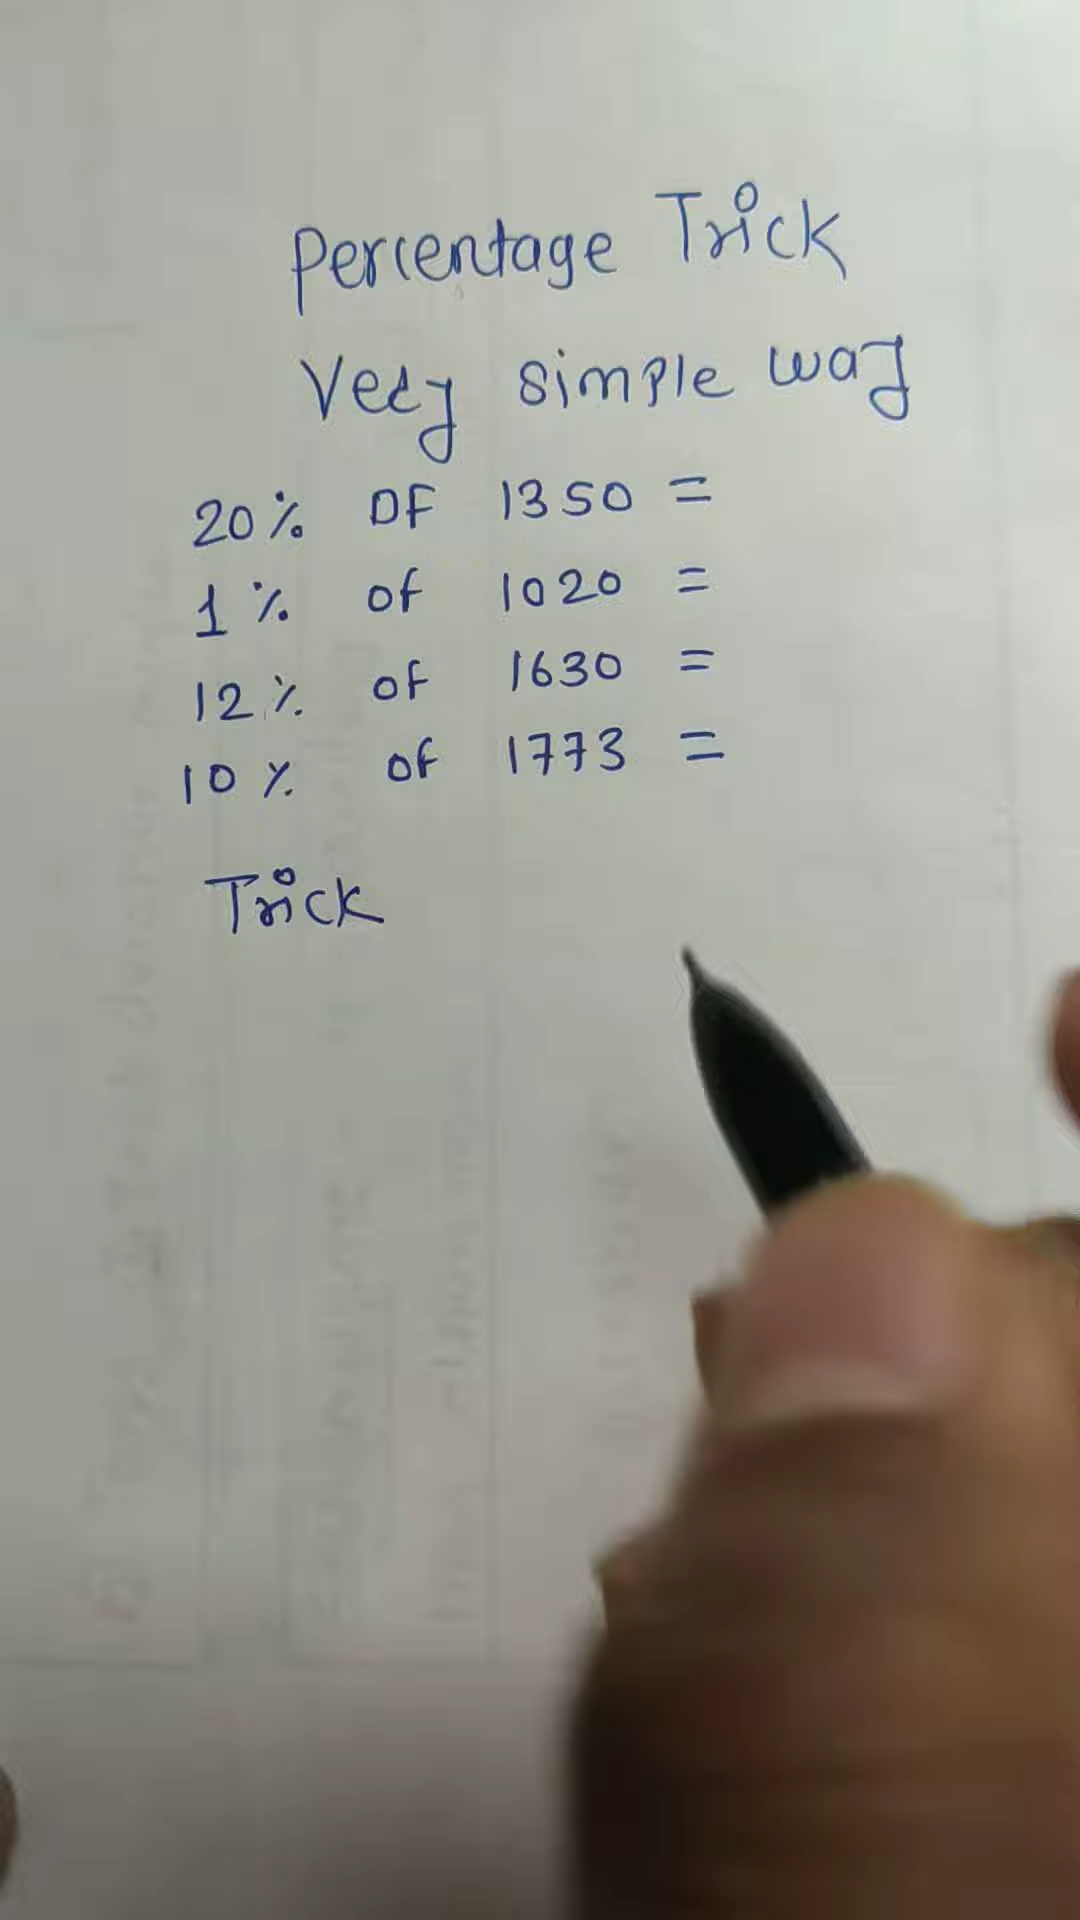 Percentage Trick
Very simple way
20% OF 1350 =
1% of 1020 =
12% of 1630 =
10% of 1773 =
Trick